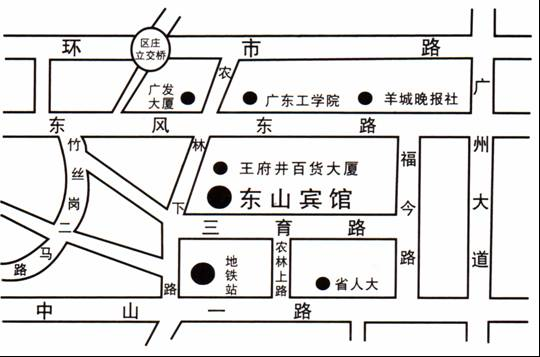 区庄
立交桥
环市路
广发
大厦
广东工学院
羊城晚报社
东风东路
王府井百货大厦
东山宾馆
三育路
地铁站
省人大
中山一路
农林下路
竹丝岗二马路
农林上路
福今路
广州大道